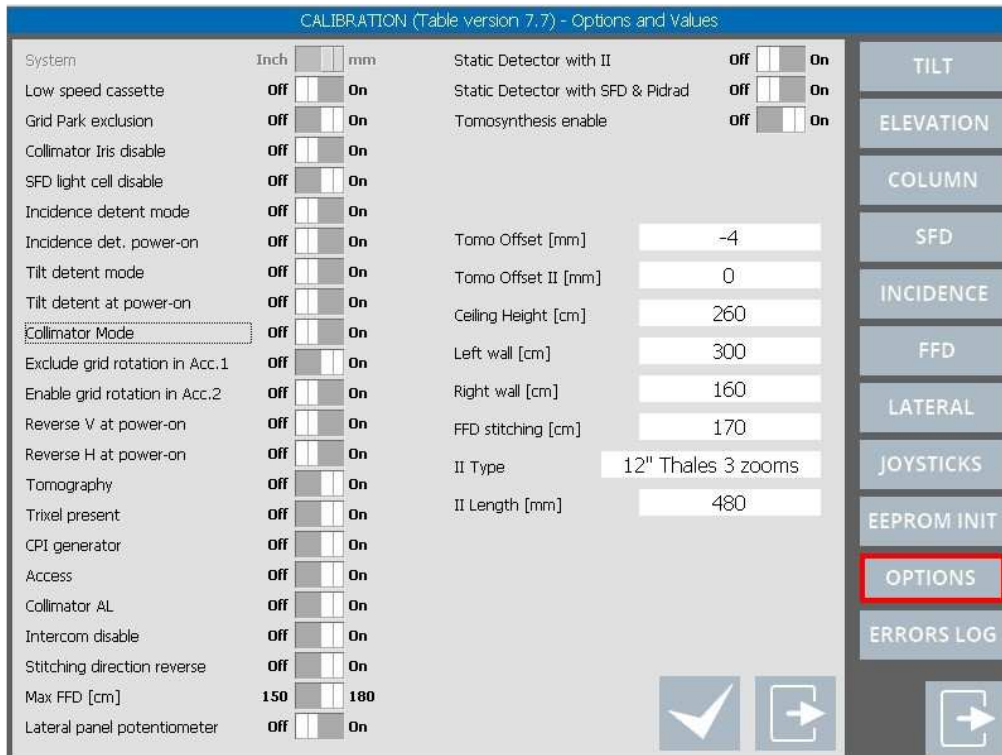 CALIBRATION (Table version 7.7) - Options and Values
System Inch mm
Low speed cassette Off On
Grid Park exclusion Off On
Collimator Iris disable Off On
SFD light cell disable Off On
Incidence detent mode Off On
Incidence det. power-on Off On
Tilt detent mode Off On
Tilt detent at power-on Off On
Collimator Mode Off On
Exclude grid rotation in Acc.1 Off On
Enable grid rotation in Acc.2 Off On
Reverse V at power-on Off On
Reverse H at power-on Off On
Tomography Off On
Trixel present Off On
CPI generator Off On
Access Off On
Collimator AL Off On
Intercom disable Off On
Stitching direction reverse Off On
Max FFD [cm] 150 180
Lateral panel potentiometer Off On
Static Detector with II Off On
Static Detector with SFD & Pidrad Off On
Tomosynthesis enable Off On
Tomo Offset [mm] -4
Tomo Offset II [mm] 0
Ceiling Height [cm] 260
Left wall [cm] 300
Right wall [cm] 160
FFD stitching [cm] 170
II Type 12" Thales 3 zooms
II Length [mm] 480
TILT
ELEVATION
COLUMN
SFD
INCIDENCE
FFD
LATERAL
JOYSTICKS
EEPROM INIT
OPTIONS
ERRORS LOG